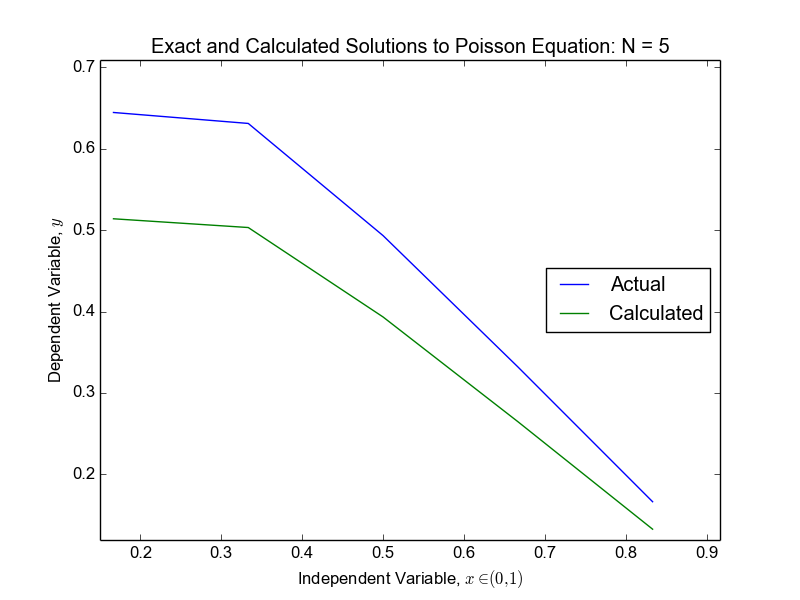 Exact and Calculated Solutions to Poisson Equation: N = 5
0.7
0.6
0.5
0.4
0.3
0.2
Dependent Variable, y
Actual
Calculated
0.2 0.3 0.4 0.5 0.6 0.7 0.8 0.9
Independent Variable, x ∈(0,1)